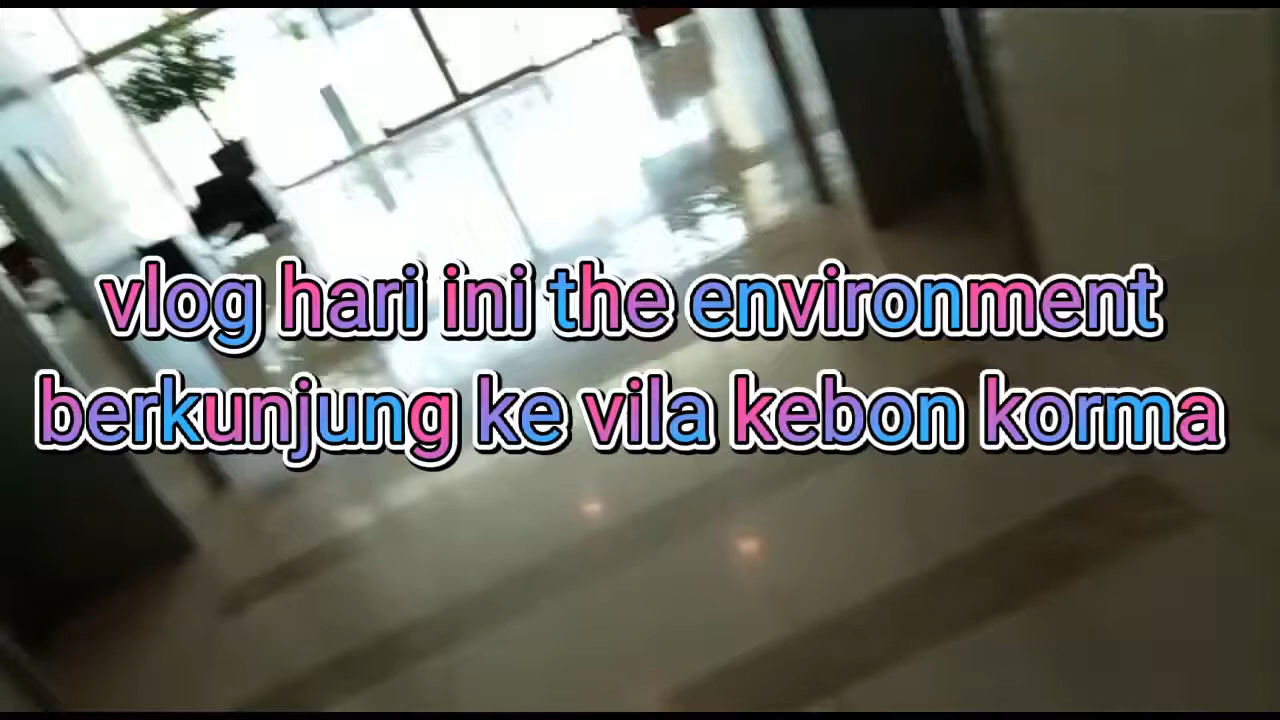 vlog hari ini the environment
berkunjung ke vila kebon korma